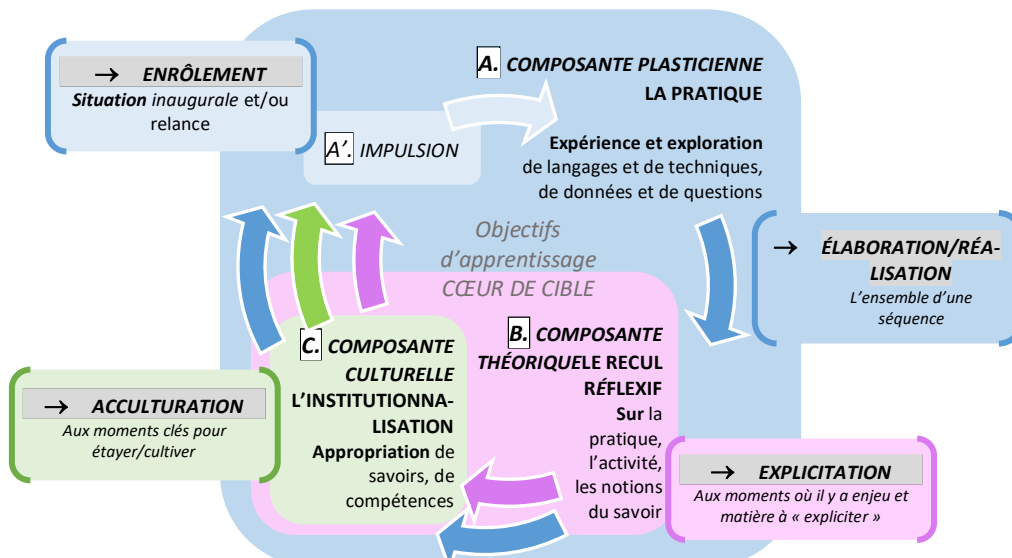 → ENRÔLEMENT
Situation inaugurale et/ou
relance
A. COMPOSANTE PLASTICIENNE
LA PRATIQUE
A’. IMPULSION
Expérience et exploration
de langages et de techniques,
de données et de questions
Objectifs
d’apprentissage
CŒUR DE CIBLE
→ ÉLABORATION/RÉA-
LISATION
L’ensemble d’une
séquence
C. COMPOSANTE
CULTURELLE
L’INSTITUTIONNA-
LISATION
Appropriation de
savoirs, de
compétences
B. COMPOSANTE
THÉORIQUELE RECUL
RÉFLEXIF
Sur la
pratique,
l’activité,
les notions
du savoir
→ ACCULTURATION
Aux moments clés pour
étayer/cultiver
→ EXPLICITATION
Aux moments où il y a enjeu et
matière à « expliciter »